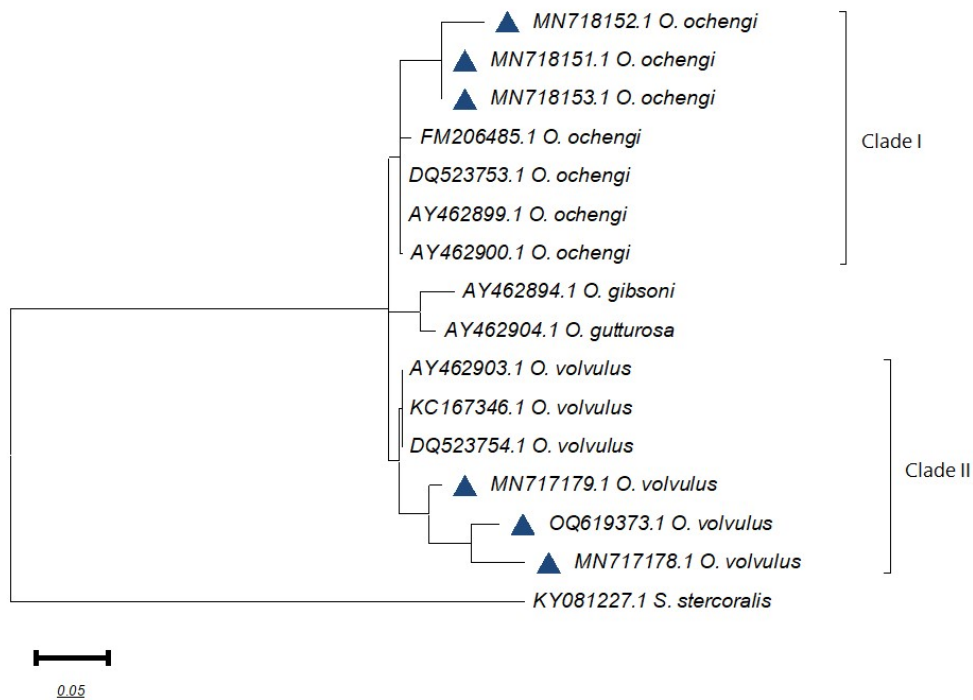 MN718152.1 O. ochengi
MN718151.1 O. ochengi
MN718153.1 O. ochengi
FM206485.1 O. ochengi
Clade I
DQ523753.1 O. ochengi
AY462899.1 O. ochengi
AY462900.1 O. ochengi
AY462894.1 O. gibsoni
AY462904.1 O. gutturosa
AY462903.1 O. volvulus
KC167346.1 O. volvulus
DQ523754.1 O. volvulus
Clade II
MN717179.1 O. volvulus
OQ619373.1 O. volvulus
MN717178.1 O. volvulus
KY081227.1 S. stercoralis
0.05